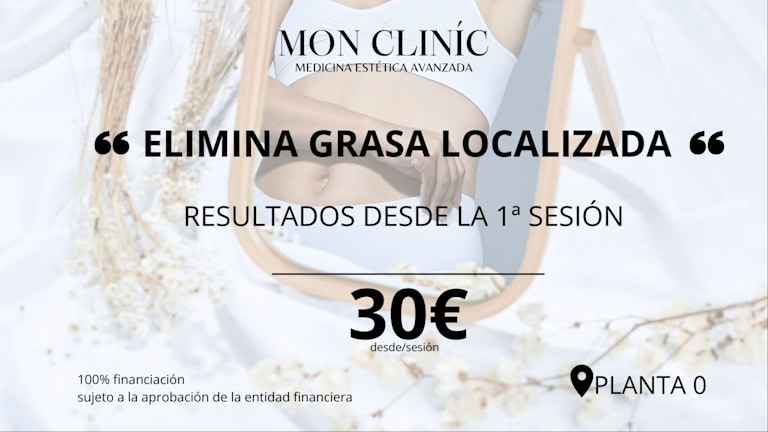 MON CLINÍC
MEDICINA ESTÉTICA AVANZADA
“ ELIMINA GRASA LOCALIZADA “
RESULTADOS DESDE LA 1ª SESIÓN
30€
desde/sesión
100% financiación
sujeto a la aprobación de la entidad financiera
PLANTA 0